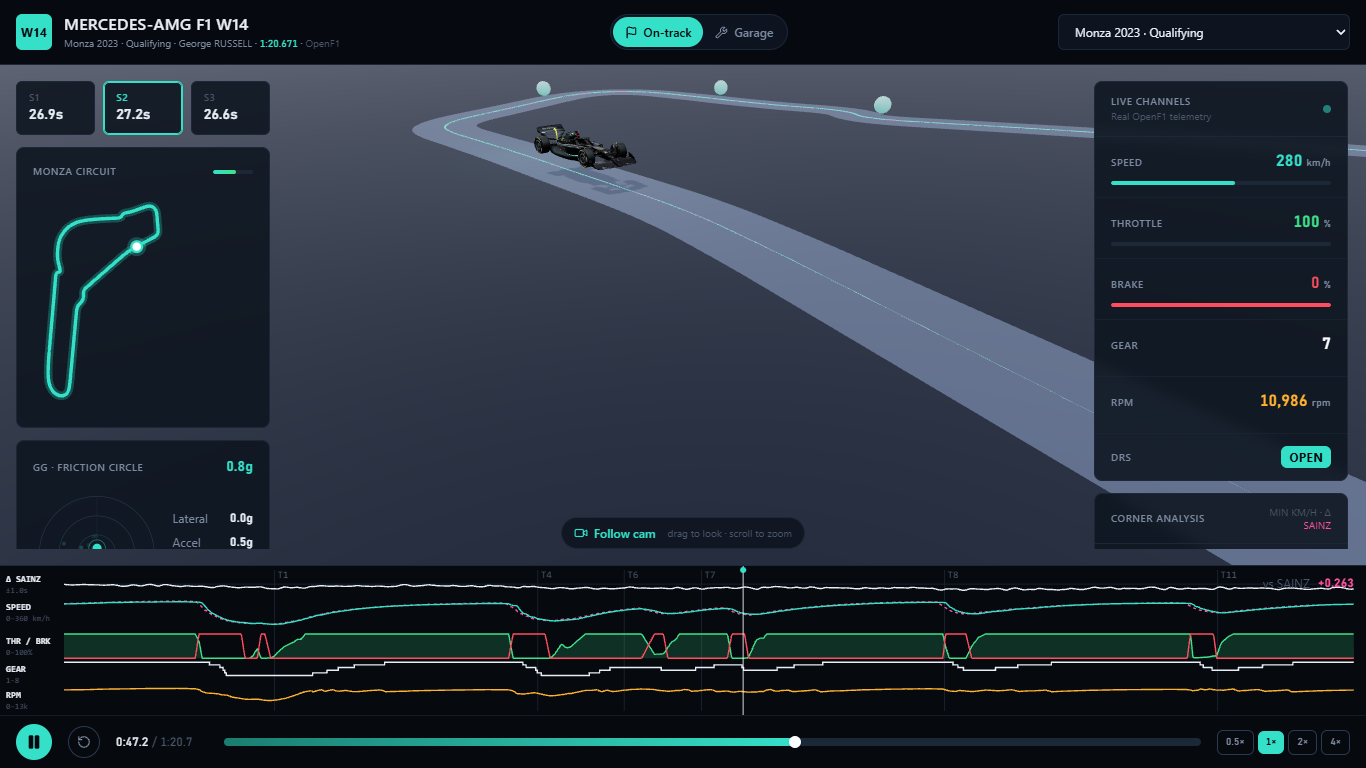 W14
MERCEDES-AMG F1 W14
Monza 2023 · Qualifying · George RUSSELL · 1:20.671 · OpenF1
On-track
Garage
Monza 2023 · Qualifying
S1
26.9s
S2
27.2s
S3
26.6s
MONZA CIRCUIT
GG · FRICTION CIRCLE
0.8g
Lateral 0.0g
Accel 0.5g
LIVE CHANNELS
Real OpenF1 telemetry
SPEED 280 km/h
THROTTLE 100 %
BRAKE 0 %
GEAR 7
RPM 10,986 rpm
DRS OPEN
CORNER ANALYSIS
MIN KM/H · Δ
SAINZ
Follow cam drag to look · scroll to zoom
T1 T4 T6 T7 T8 T11
vs SAINZ +0.263
Δ SAINZ
±1.0s
SPEED
0-360 km/h
THR / BRK
0-100%
GEAR
1-8
RPM
0-13k
0:47.2 / 1:20.7
0.5× 1× 2× 4×